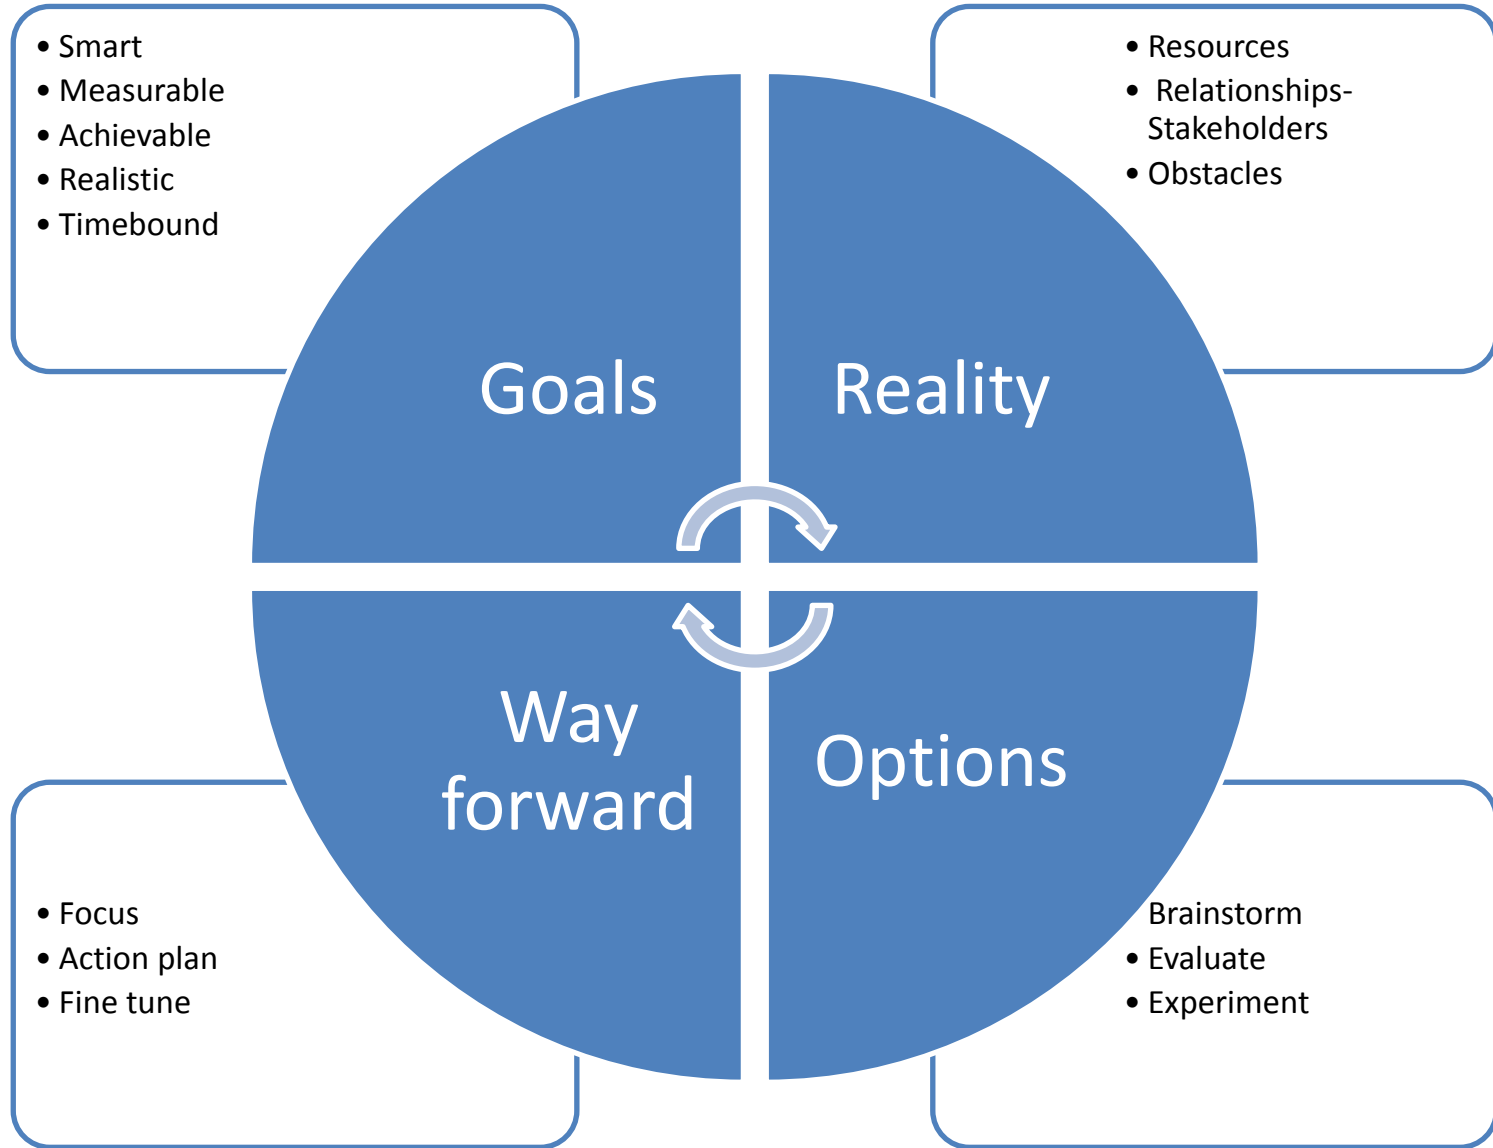 • Smart
• Measurable
• Achievable
• Realistic
• Timebound
• Resources
• Relationships-
Stakeholders
• Obstacles
Goals
Reality
Way
forward
Options
• Focus
• Action plan
• Fine tune
Brainstorm
• Evaluate
• Experiment